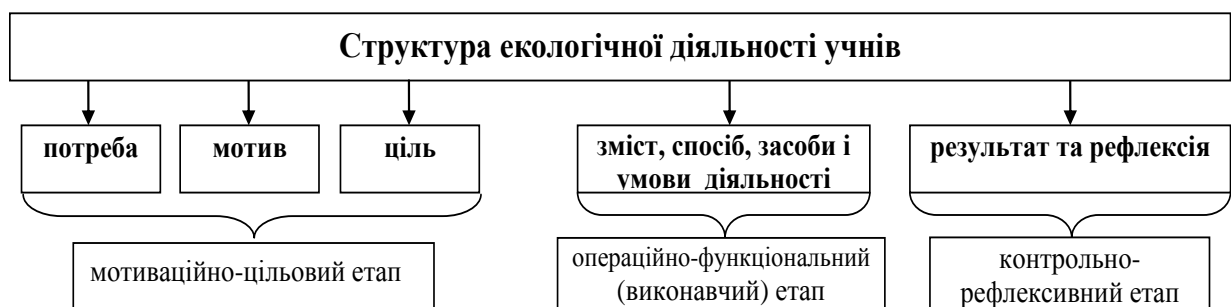 Структура екологічної діяльності учнів
потреба
мотив
ціль
зміст, спосіб, засоби і
умови діяльності
результат та рефлексія
мотиваційно-цільовий етап
операційно-функціональний
(виконавчий) етап
контрольно-
рефлексивний етап